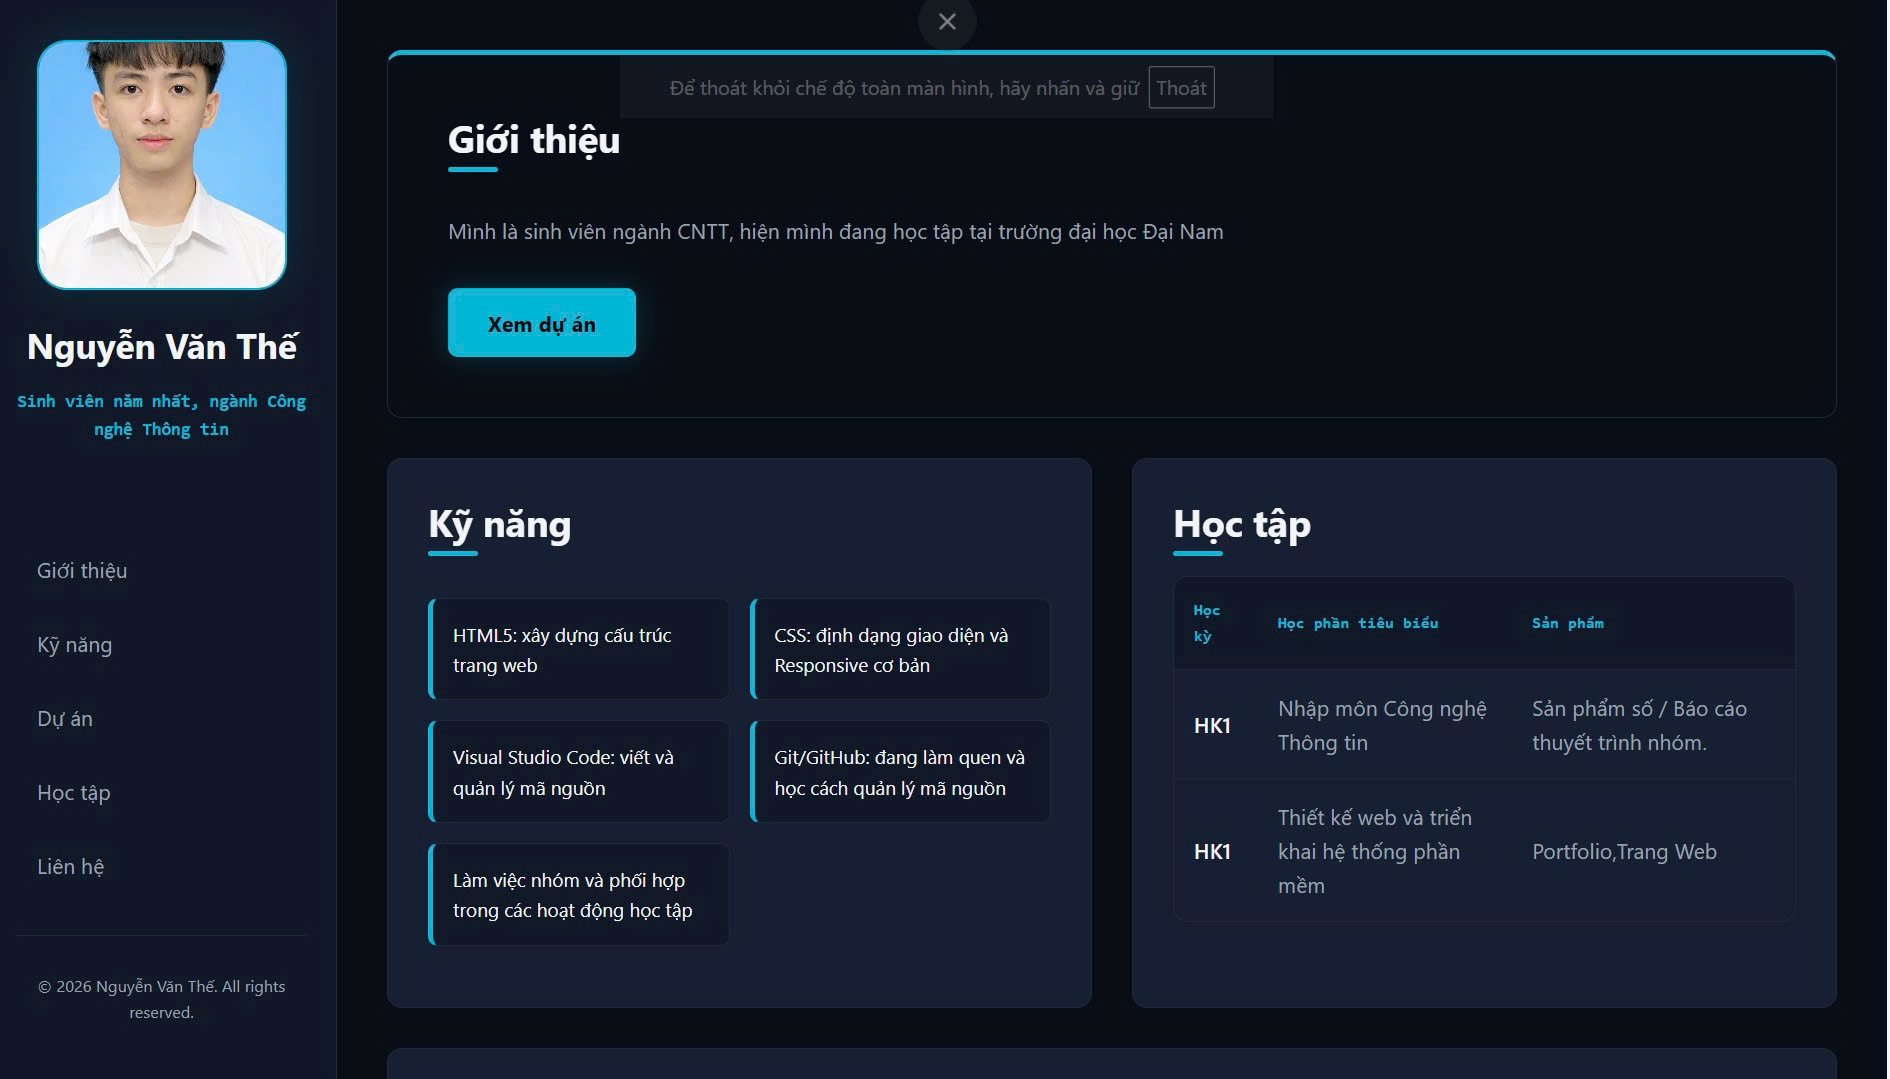 Nguyễn Văn Thế
Sinh viên năm nhất, ngành Công
nghệ Thông tin
Giới thiệu
Kỹ năng
Dự án
Học tập
Liên hệ
© 2026 Nguyễn Văn Thế. All rights
reserved.
Để thoát khỏi chế độ toàn màn hình, hãy nhấn và giữ Thoát
Giới thiệu
Mình là sinh viên ngành CNTT, hiện mình đang học tập tại trường đại học Đại Nam
Xem dự án
Kỹ năng
HTML5: xây dựng cấu trúc
trang web
CSS: định dạng giao diện và
Responsive cơ bản
Visual Studio Code: viết và
quản lý mã nguồn
Git/GitHub: đang làm quen và
học cách quản lý mã nguồn
Làm việc nhóm và phối hợp
trong các hoạt động học tập
Học tập
Học
kỳ
Học phần tiêu biểu
Sản phẩm
HK1
Nhập môn Công nghệ
Thông tin
Sản phẩm số / Báo cáo
thuyết trình nhóm.
HK1
Thiết kế web và triển
khai hệ thống phần
mềm
Portfolio,Trang Web